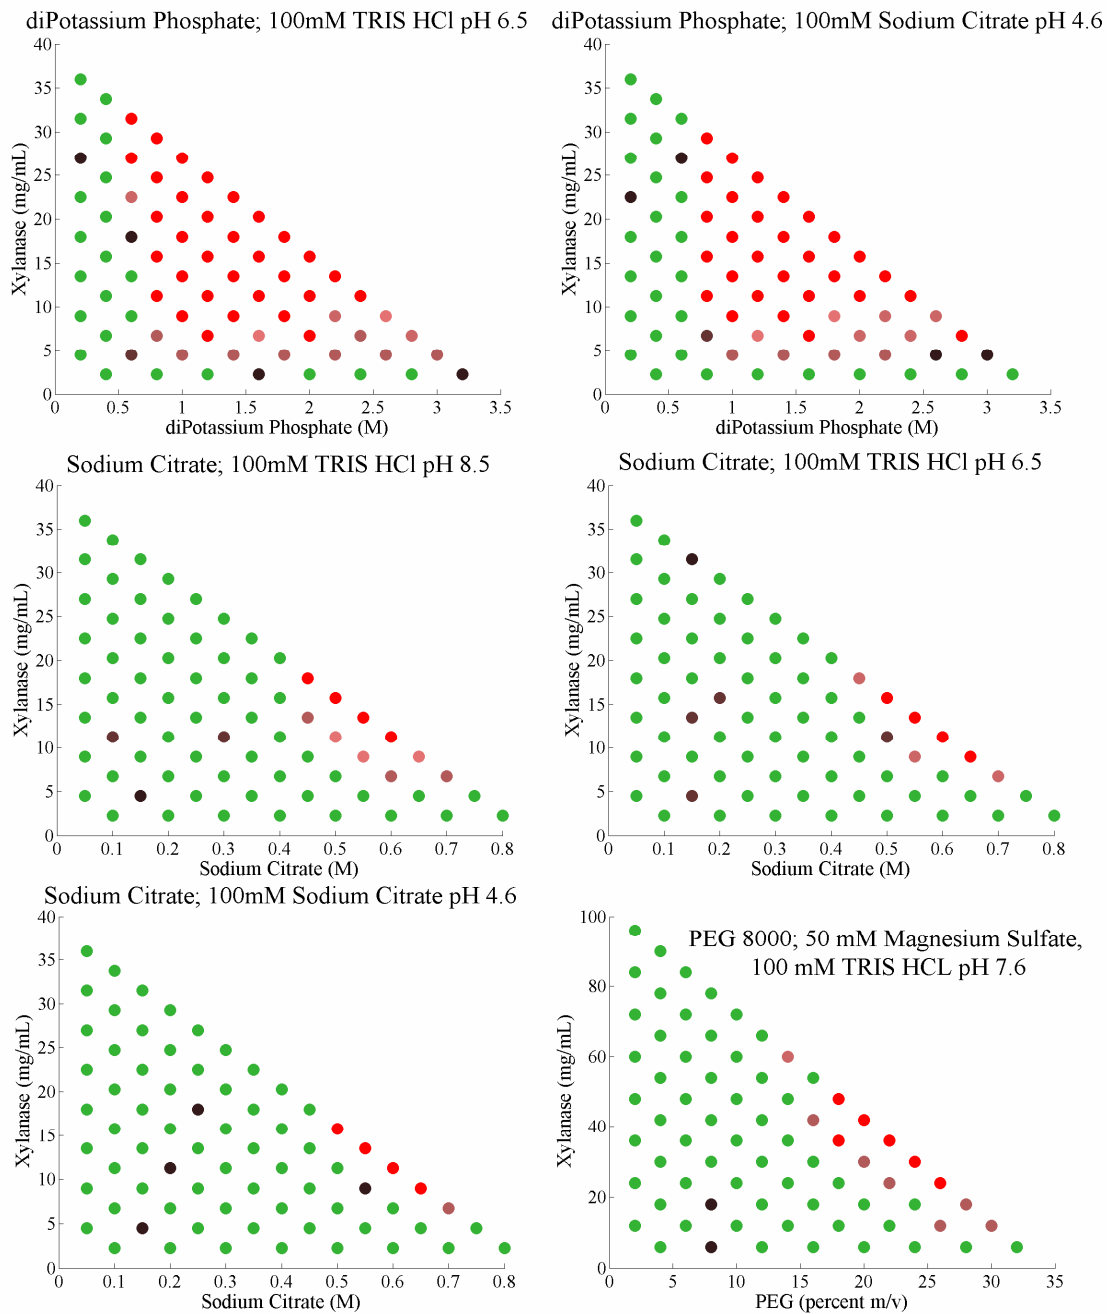 diPotassium Phosphate; 100mM TRIS HCl pH 6.5
40
35
30
25
20
15
10
5
0
Xylanase (mg/mL)
0 0.5 1 1.5 2 2.5 3 3.5
diPotassium Phosphate (M)
diPotassium Phosphate; 100mM Sodium Citrate pH 4.6
40
35
30
25
20
15
10
5
0
Xylanase (mg/mL)
0 0.5 1 1.5 2 2.5 3 3.5
diPotassium Phosphate (M)
Sodium Citrate; 100mM TRIS HCl pH 8.5
40
35
30
25
20
15
10
5
0
Xylanase (mg/mL)
0 0.1 0.2 0.3 0.4 0.5 0.6 0.7 0.8
Sodium Citrate (M)
Sodium Citrate; 100mM TRIS HCl pH 6.5
40
35
30
25
20
15
10
5
0
Xylanase (mg/mL)
0 0.1 0.2 0.3 0.4 0.5 0.6 0.7 0.8
Sodium Citrate (M)
Sodium Citrate; 100mM Sodium Citrate pH 4.6
40
35
30
25
20
15
10
5
0
Xylanase (mg/mL)
0 0.1 0.2 0.3 0.4 0.5 0.6 0.7 0.8
Sodium Citrate (M)
PEG 8000; 50 mM Magnesium Sulfate,
100 mM TRIS HCL pH 7.6
100
80
60
40
20
0
Xylanase (mg/mL)
0 5 10 15 20 25 30 35
PEG (percent m/v)